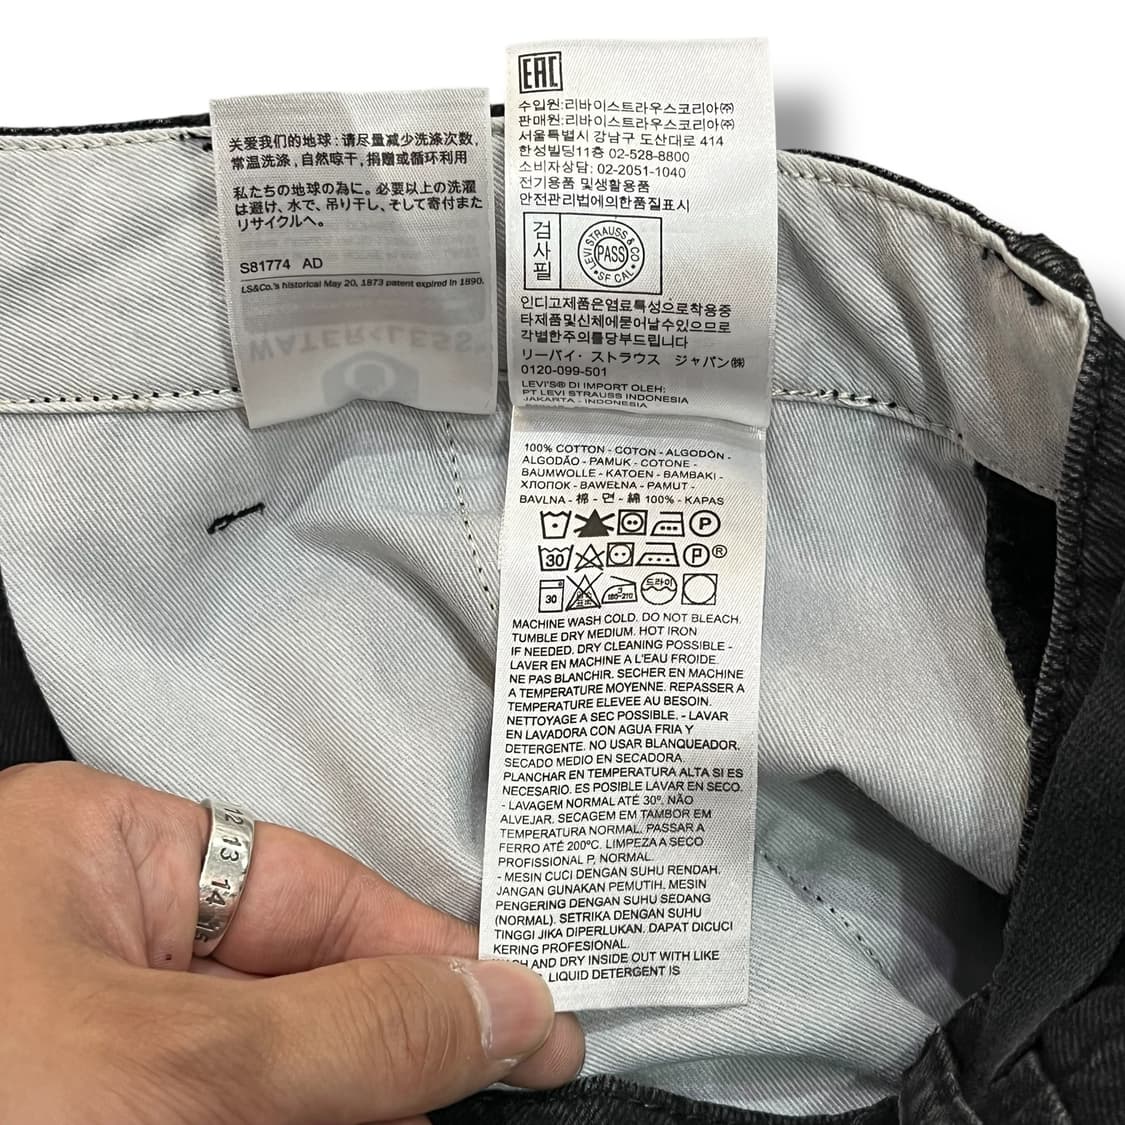 关爱我们的地球:请尽量减少洗涤次数,
常温洗涤,自然晾干,捐赠或循环利用
私たちの地球の為に。必要以上の洗濯
は避け、水で、吊り干し、そして寄付また
リサイクルへ。
S81774 AD
LS&Co.'s historical May 20, 1873 patent expired in 1890.
WATER<LESS
EAC
수입원:리바이스트라우스코리아㈜
판매원:리바이스트라우스코리아㈜
서울특별시 강남구 도산대로 414
한성빌딩11층 02-528-8800
소비자상담: 02-2051-1040
전기용품 및생활용품
안전관리법에의한품질표시
검사필
LEVI STRAUSS & CO
PASS
SF CAL
인디고제품은염료특성으로착용중
타제품및신체에묻어날수있으므로
각별한주의를당부드립니다
リーバイ・ストラウス ジャパン㈱
0120-099-501
LEVI'S® DI IMPORT OLEH:
PT LEVI STRAUSS INDONESIA
JAKARTA - INDONESIA
100% COTTON - COTON - ALGODÓN -
ALGODÃO - PAMUK - COTONE -
BAUMWOLLE - KATOEN - BAMBAKI -
ХЛОПОК - BAWEŁNA - PAMUT -
BAVLNA - 棉 - 면 - 綿 100% - KAPAS
P
30 P®
30 180-210 드라이
MACHINE WASH COLD. DO NOT BLEACH.
TUMBLE DRY MEDIUM. HOT IRON
IF NEEDED. DRY CLEANING POSSIBLE -
LAVER EN MACHINE A L'EAU FROIDE.
NE PAS BLANCHIR. SECHER EN MACHINE
A TEMPERATURE MOYENNE. REPASSER A
TEMPERATURE ELEVEE AU BESOIN.
NETTOYAGE A SEC POSSIBLE. - LAVAR
EN LAVADORA CON AGUA FRIA Y
DETERGENTE. NO USAR BLANQUEADOR.
SECADO MEDIO EN SECADORA.
PLANCHAR EN TEMPERATURA ALTA SI ES
NECESARIO. ES POSIBLE LAVAR EN SECO.
- LAVAGEM NORMAL ATÉ 30º. NÃO
ALVEJAR. SECAGEM EM TAMBOR EM
TEMPERATURA NORMAL. PASSAR A
FERRO ATÉ 200ºC. LIMPEZA A SECO
PROFISSIONAL P, NORMAL.
- MESIN CUCI DENGAN SUHU RENDAH.
JANGAN GUNAKAN PEMUTIH. MESIN
PENGERING DENGAN SUHU SEDANG
(NORMAL). SETRIKA DENGAN SUHU
TINGGI JIKA DIPERLUKAN. DAPAT DICUCI
KERING PROFESIONAL.
AND DRY INSIDE OUT WITH LIKE
LIQUID DETERGENT IS
12 13 14 15